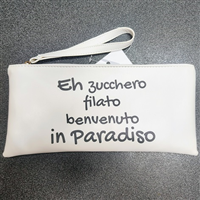 Eh zucchero
filato
benvenuto
in Paradiso